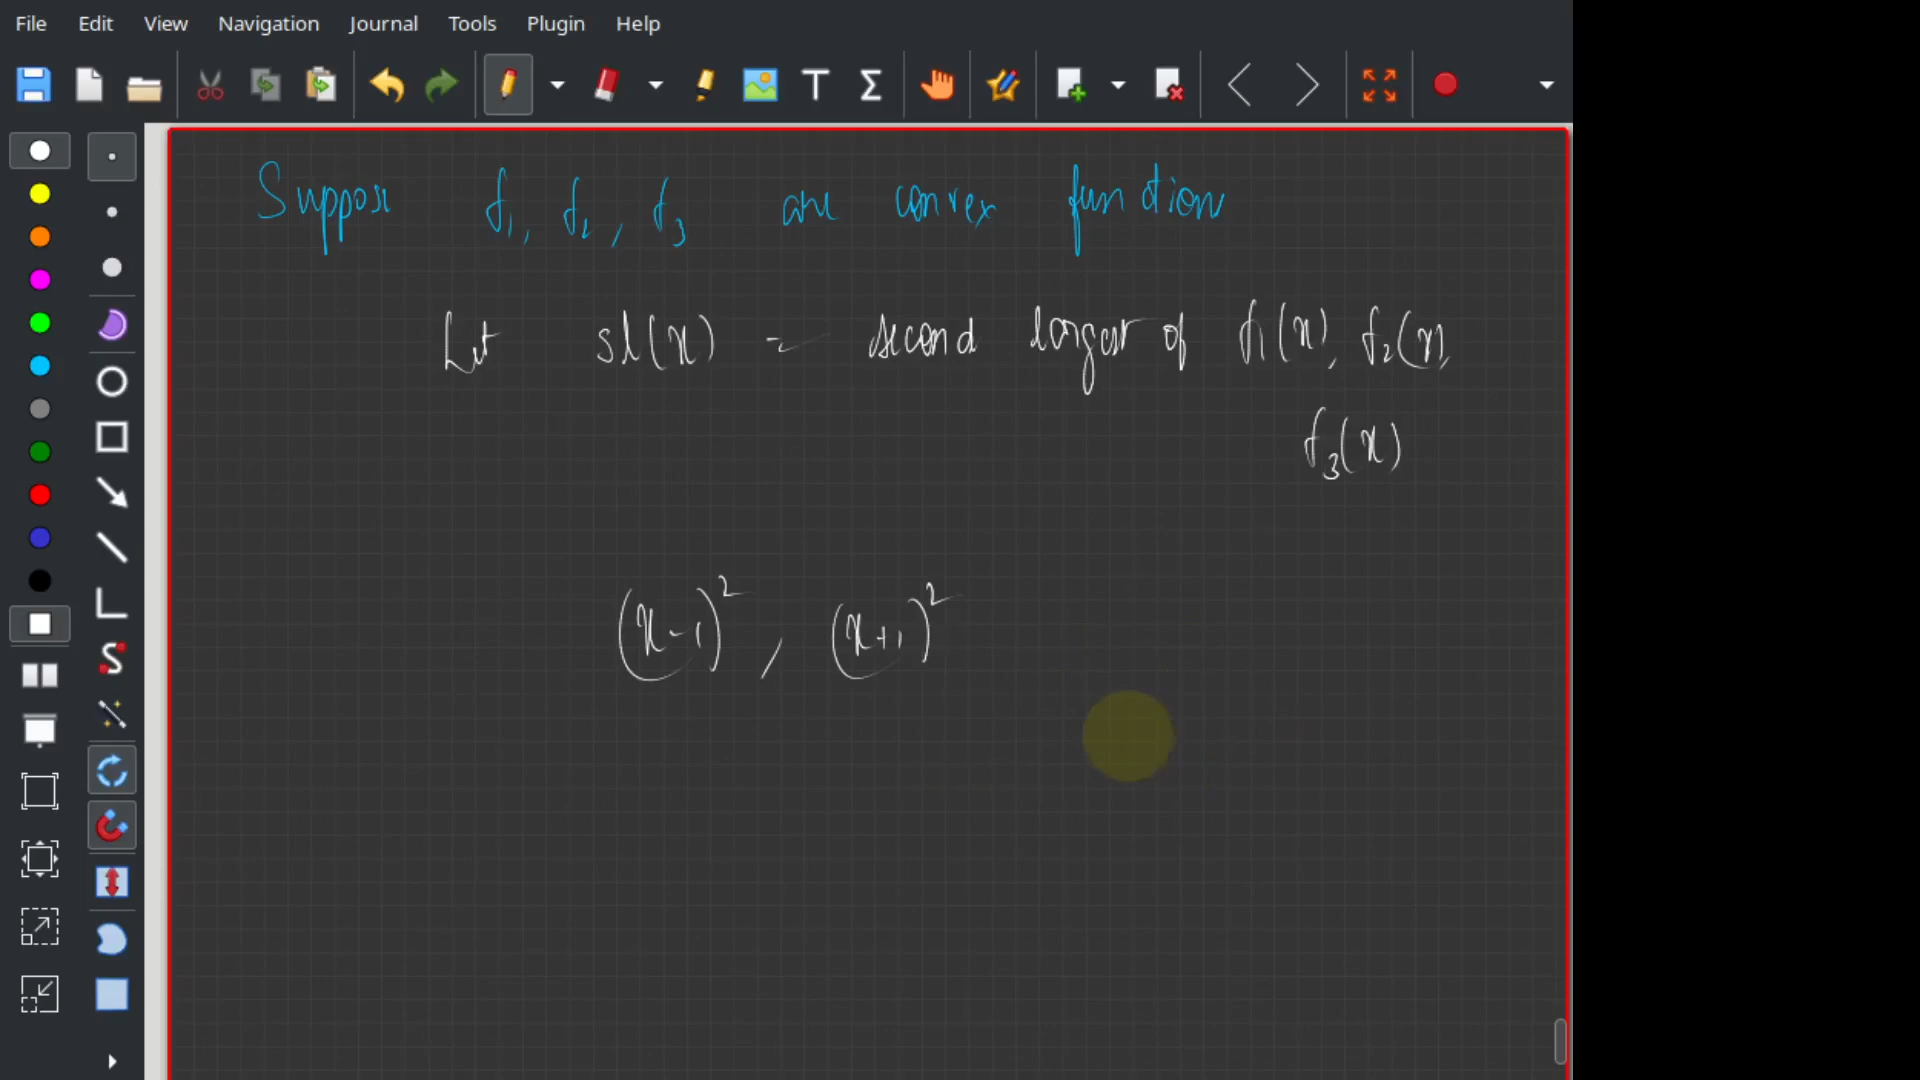 File Edit View Navigation Journal Tools Plugin Help
Suppose f₁, f₂, f₃ are convex function
Let sl(x) = second largest of f₁(x), f₂(x),
f₃(x)
(x-1)², (x+1)²